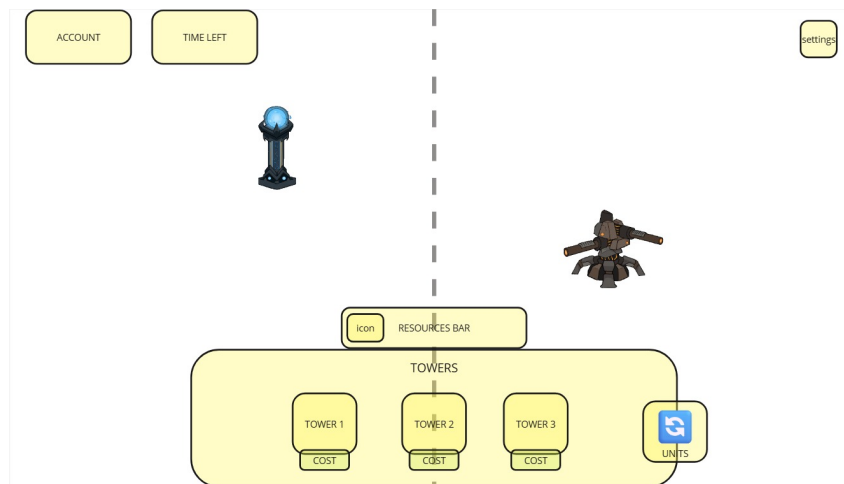 ACCOUNT
TIME LEFT
settings
icon
RESOURCES BAR
TOWERS
TOWER 1
TOWER 2
TOWER 3
COST
COST
COST
UNITS